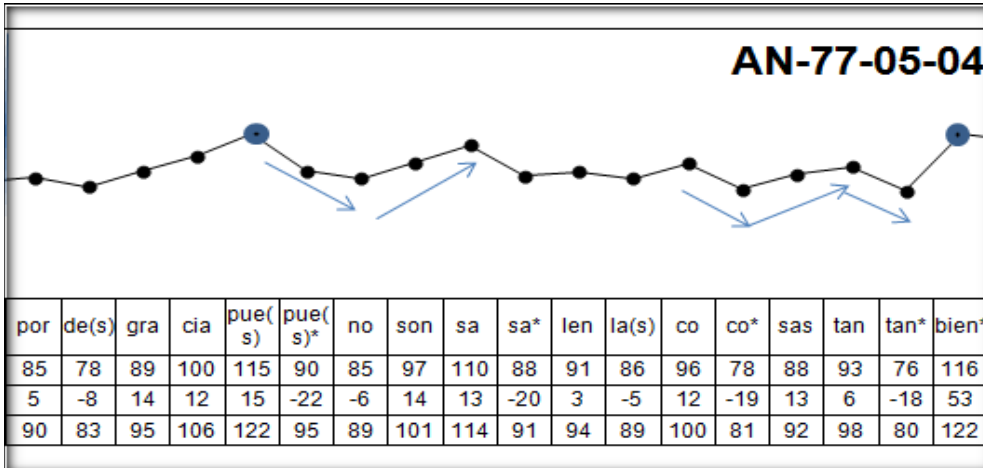 AN-77-05-04
por de(s) gra cia pue(s) pue(s)* no son sa sa* len la(s) co co* sas tan tan* bien*
85 78 89 100 115 90 85 97 110 88 91 86 96 78 88 93 76 116
5 -8 14 12 15 -22 -6 14 13 -20 3 -5 12 -19 13 6 -18 53
90 83 95 106 122 95 89 101 114 91 94 89 100 81 92 98 80 122